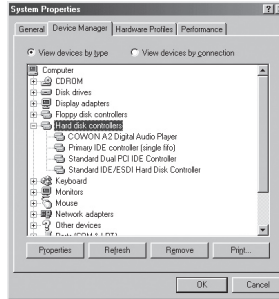 System Properties
?
General Device Manager Hardware Profiles Performance
View devices by type View devices by connection
Computer
CDROM
Disk drives
Display adapters
Floppy disk controllers
Hard disk controllers
COWON A2 Digital Audio Player
Primary IDE controller (single fifo)
Standard Dual PCI IDE Controller
Standard IDE/ESDI Hard Disk Controller
Keyboard
Monitors
Mouse
Network adapters
Other devices
Ports (COM & LPT)
Properties Refresh Remove Print...
OK Cancel